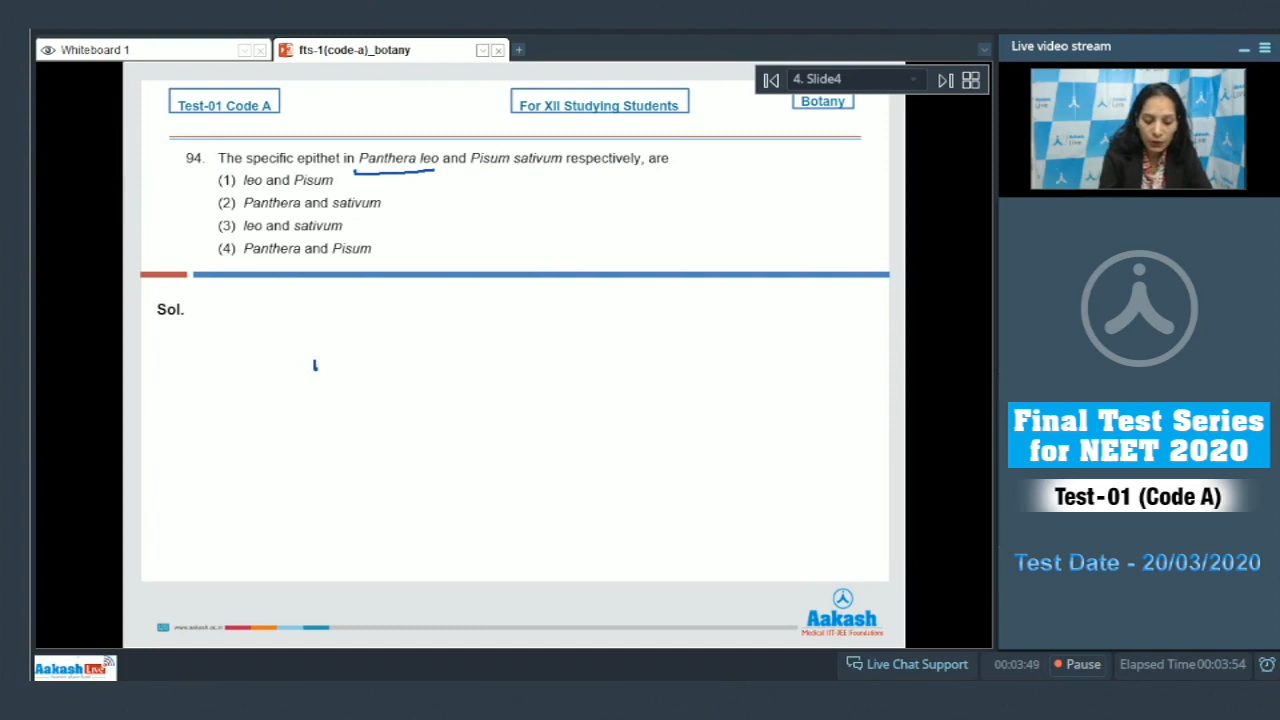 Whiteboard 1
fts-1(code-a)_botany
Live video stream
4. Slide4
Test-01 Code A
For XII Studying Students
Botany
94. The specific epithet in Panthera leo and Pisum sativum respectively, are
(1) leo and Pisum
(2) Panthera and sativum
(3) leo and sativum
(4) Panthera and Pisum
Sol.
Final Test Series
for NEET 2020
Test-01 (Code A)
Test Date - 20/03/2020
Aakash
Medical IIT-JEE Foundations
Aakash Live
Live Chat Support
00:03:49
Pause
Elapsed Time 00:03:54